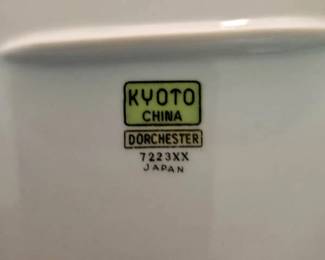 KYOTO
CHINA
DORCHESTER
7223XX
JAPAN